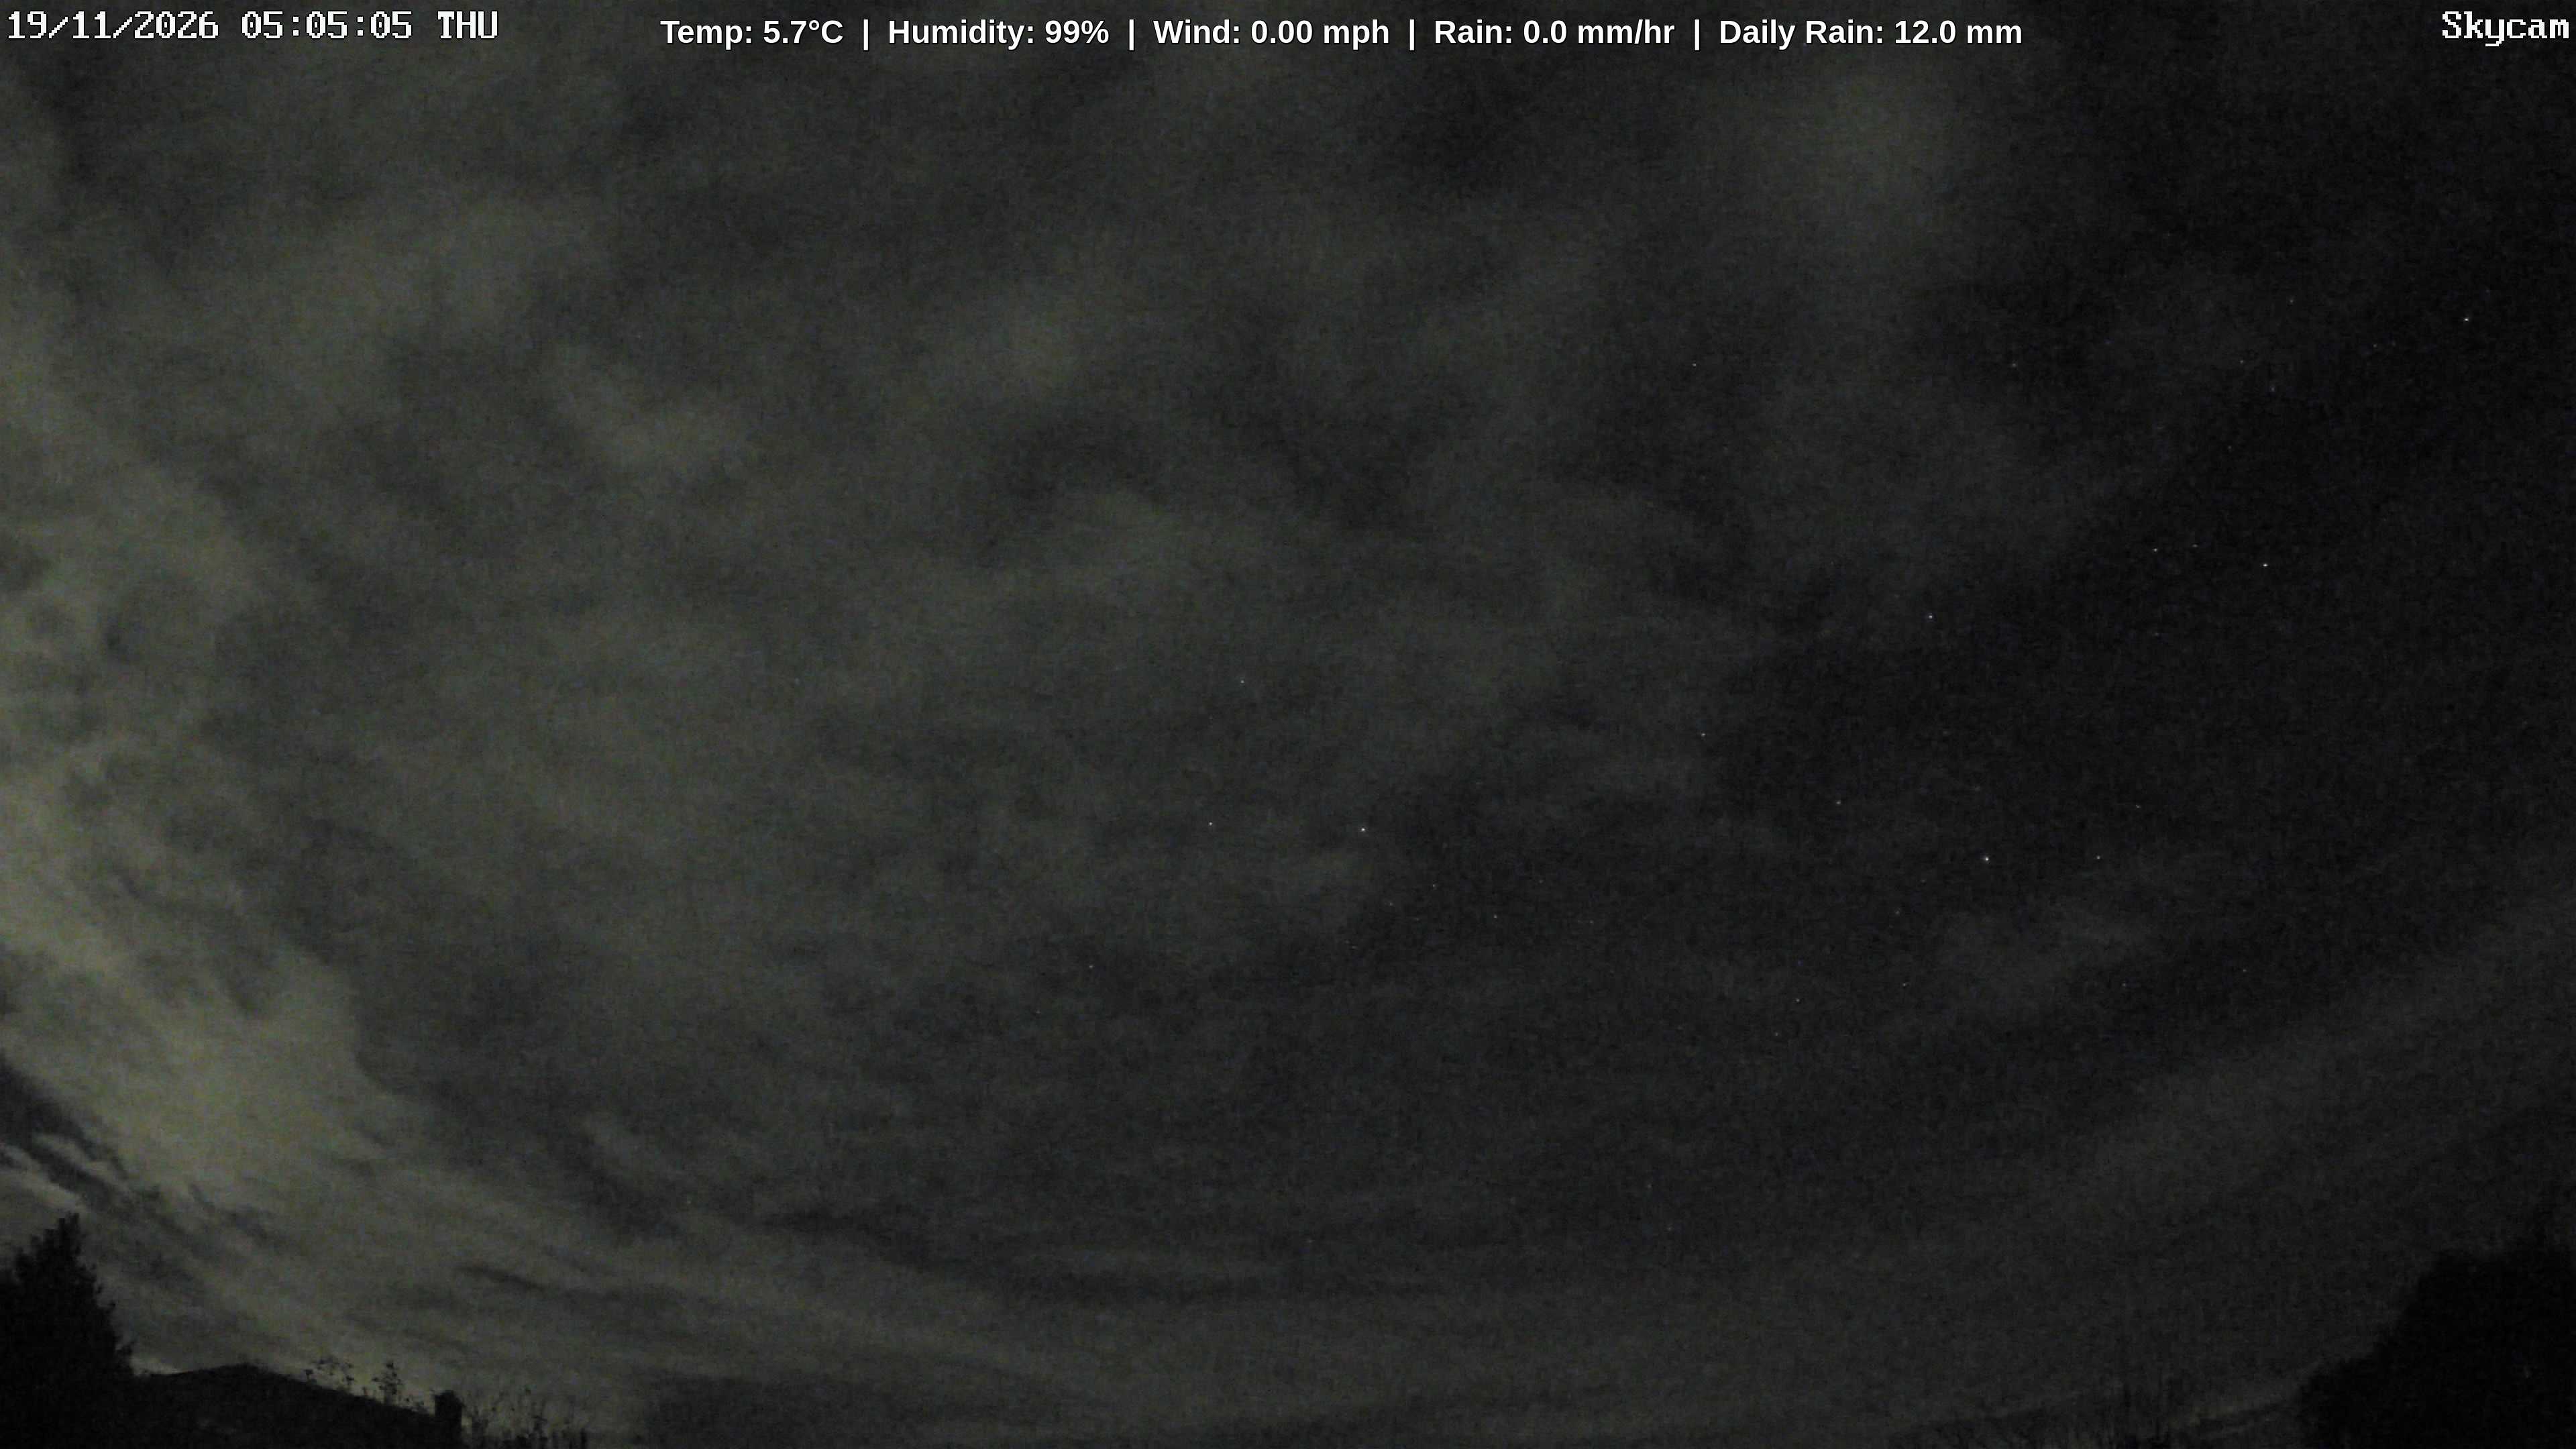 19/11/2026 05:05:05 THU
Temp: 5.7°C | Humidity: 99% | Wind: 0.00 mph | Rain: 0.0 mm/hr | Daily Rain: 12.0 mm
Skycam